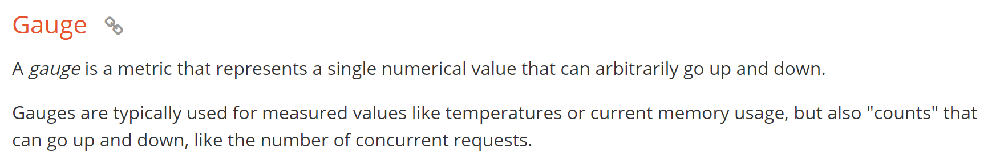 Gauge
A gauge is a metric that represents a single numerical value that can arbitrarily go up and down.
Gauges are typically used for measured values like temperatures or current memory usage, but also "counts" that
can go up and down, like the number of concurrent requests.